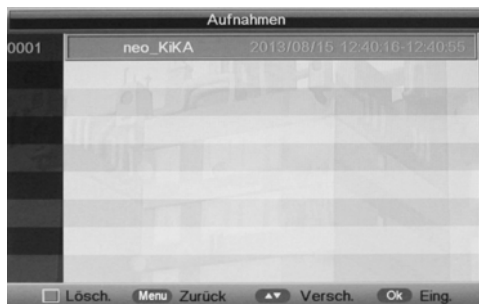 Aufnahmen
0001 neo_KiKA 2013/08/15 12:40:16-12:40:55
Lösch. Menu Zurück Versch. Ok Eing.